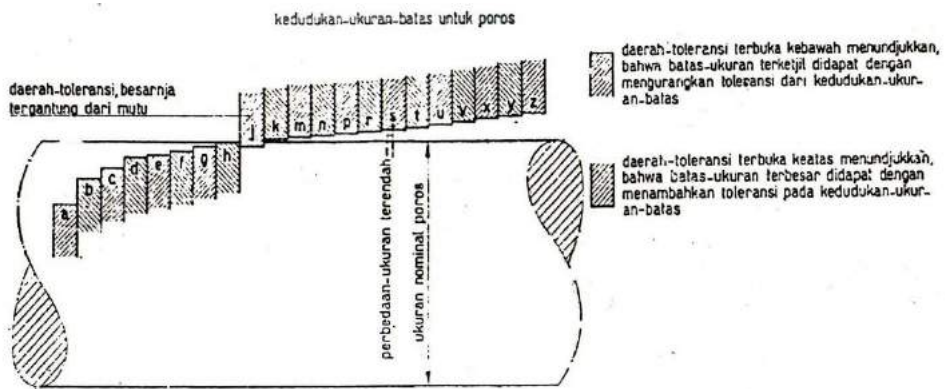 kedudukan-ukuran-batas untuk poros
daerah-toleransi, besarnja
tergantung dari mutu
daerah-toleransi terbuka kebawah menundjukkan,
bahwa batas-ukuran terketjil didapat dengan
mengurangkan toleransi dari kedudukan-ukur-
an-batas
daerah-toleransi terbuka keatas menundjukkan,
bahwa batas-ukuran terbesar didapat dengan
menambahkan toleransi pada kedudukan-ukur-
an-batas
a b c d e f g h j k m n p r s t u v x y z
perbedaan-ukuran terendah
ukuran nominal poros